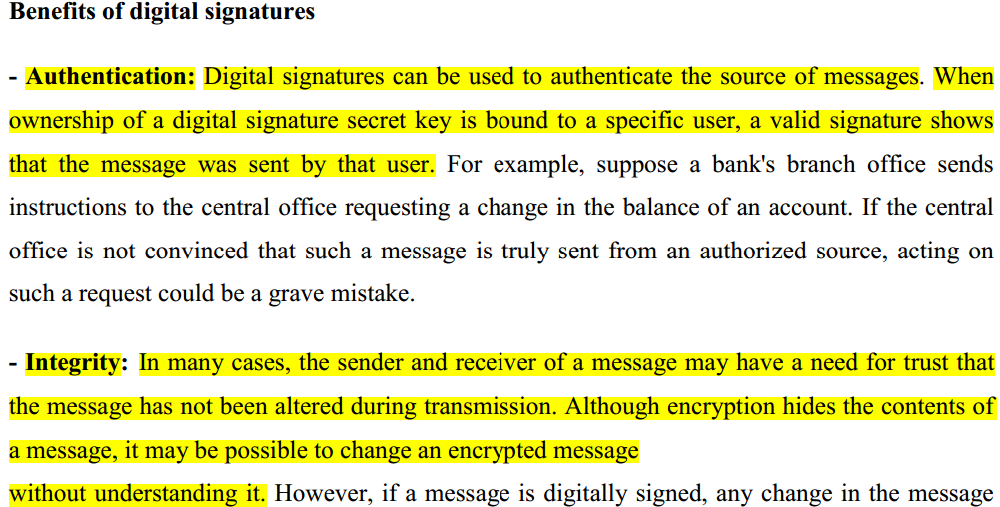 Benefits of digital signatures
- Authentication: Digital signatures can be used to authenticate the source of messages. When
ownership of a digital signature secret key is bound to a specific user, a valid signature shows
that the message was sent by that user. For example, suppose a bank's branch office sends
instructions to the central office requesting a change in the balance of an account. If the central
office is not convinced that such a message is truly sent from an authorized source, acting on
such a request could be a grave mistake.
- Integrity: In many cases, the sender and receiver of a message may have a need for trust that
the message has not been altered during transmission. Although encryption hides the contents of
a message, it may be possible to change an encrypted message
without understanding it. However, if a message is digitally signed, any change in the message